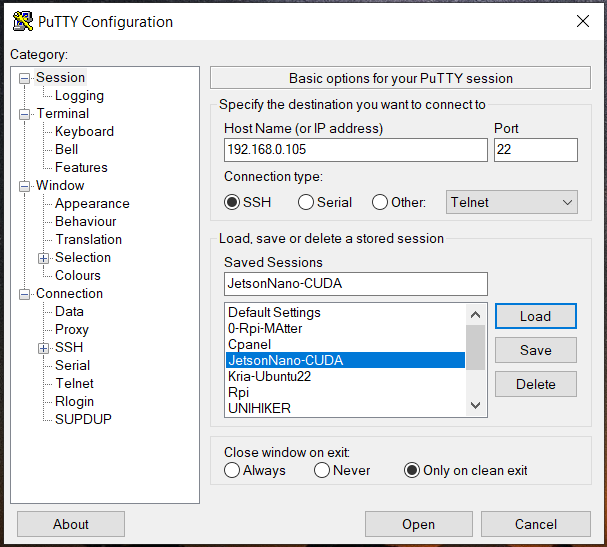 PuTTY Configuration
Category:
Session
Logging
Terminal
Keyboard
Bell
Features
Window
Appearance
Behaviour
Translation
Selection
Colours
Connection
Data
Proxy
SSH
Serial
Telnet
Rlogin
SUPDUP
Basic options for your PuTTY session
Specify the destination you want to connect to
Host Name (or IP address) Port
192.168.0.105 22
Connection type:
SSH Serial Other: Telnet
Load, save or delete a stored session
Saved Sessions
JetsonNano-CUDA
Default Settings
0-Rpi-MAtter
Cpanel
JetsonNano-CUDA
Kria-Ubuntu22
Rpi
UNIHIKER
Load
Save
Delete
Close window on exit:
Always Never Only on clean exit
About Open Cancel